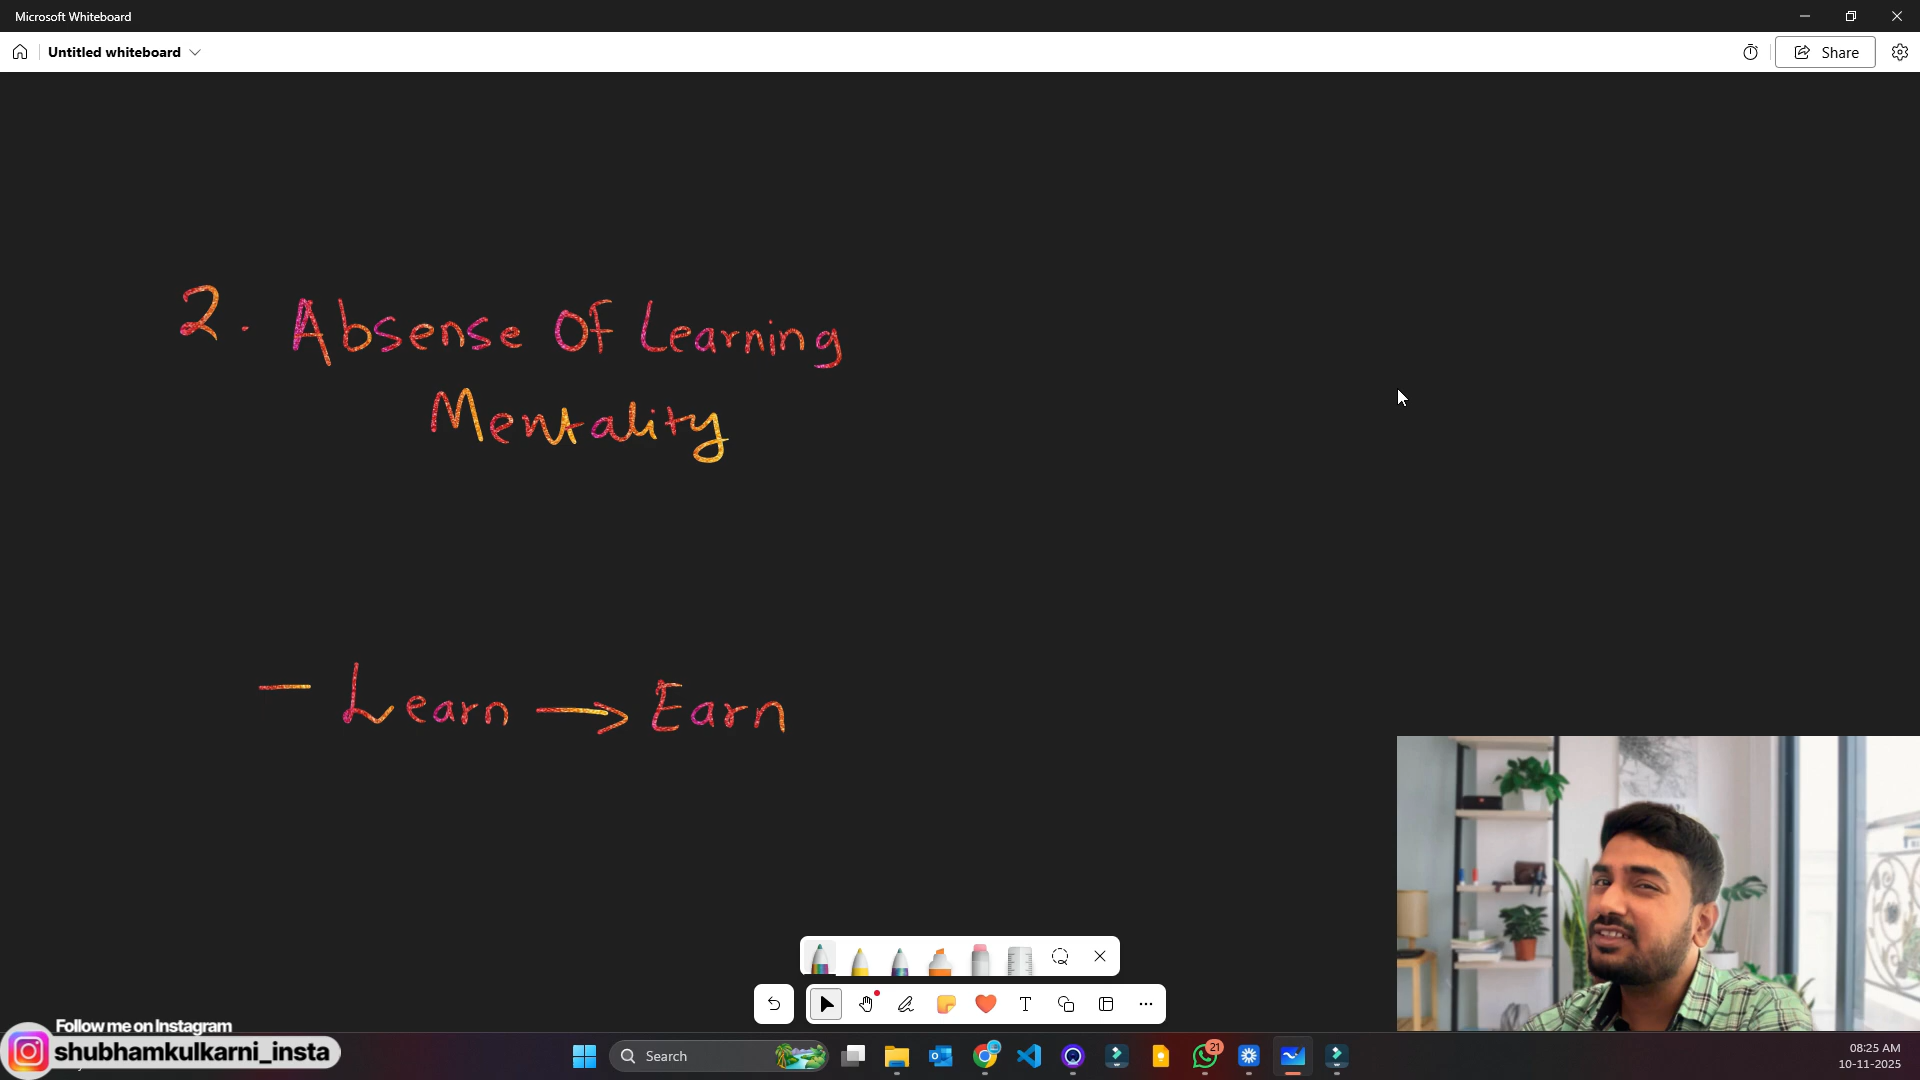 Microsoft Whiteboard
Untitled whiteboard
Share
2. Absense Of Learning
Mentality
- Learn → Earn
T
Follow me on Instagram
shubhamkulkarni_insta
Search
21
08:25 AM
10-11-2025